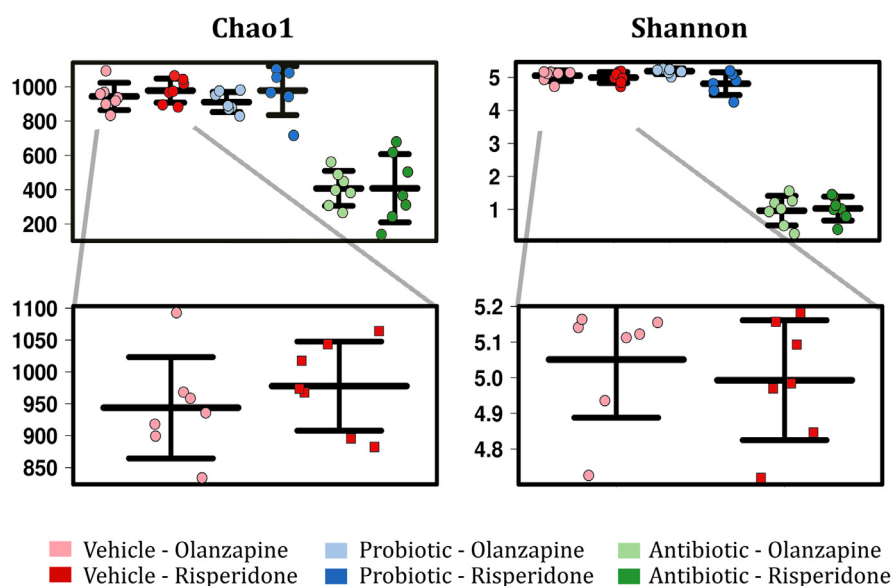 Chao1
Shannon
1000
800
600
400
200
5
4
3
2
1
1100
1050
1000
950
900
850
5.2
5.1
5.0
4.9
4.8
Vehicle - Olanzapine
Probiotic - Olanzapine
Antibiotic - Olanzapine
Vehicle - Risperidone
Probiotic - Risperidone
Antibiotic - Risperidone